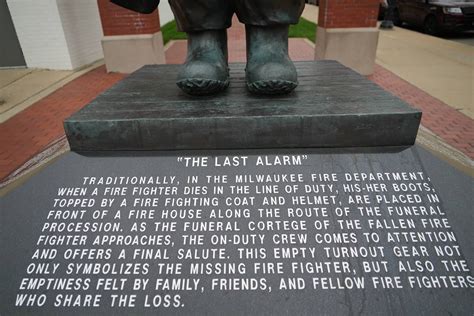 "THE LAST ALARM"
TRADITIONALLY, IN THE MILWAUKEE FIRE DEPARTMENT,
WHEN A FIRE FIGHTER DIES IN THE LINE OF DUTY, HIS-HER BOOTS,
TOPPED BY A FIRE FIGHTING COAT AND HELMET, ARE PLACED IN
FRONT OF A FIRE HOUSE ALONG THE ROUTE OF THE FUNERAL
PROCESSION. AS THE FUNERAL CORTEGE OF THE FALLEN FIRE
FIGHTER APPROACHES, THE ON-DUTY CREW COMES TO ATTENTION
AND OFFERS A FINAL SALUTE. THIS EMPTY TURNOUT GEAR NOT
ONLY SYMBOLIZES THE MISSING FIRE FIGHTER, BUT ALSO THE
EMPTINESS FELT BY FAMILY, FRIENDS, AND FELLOW FIRE FIGHTERS
WHO SHARE THE LOSS.